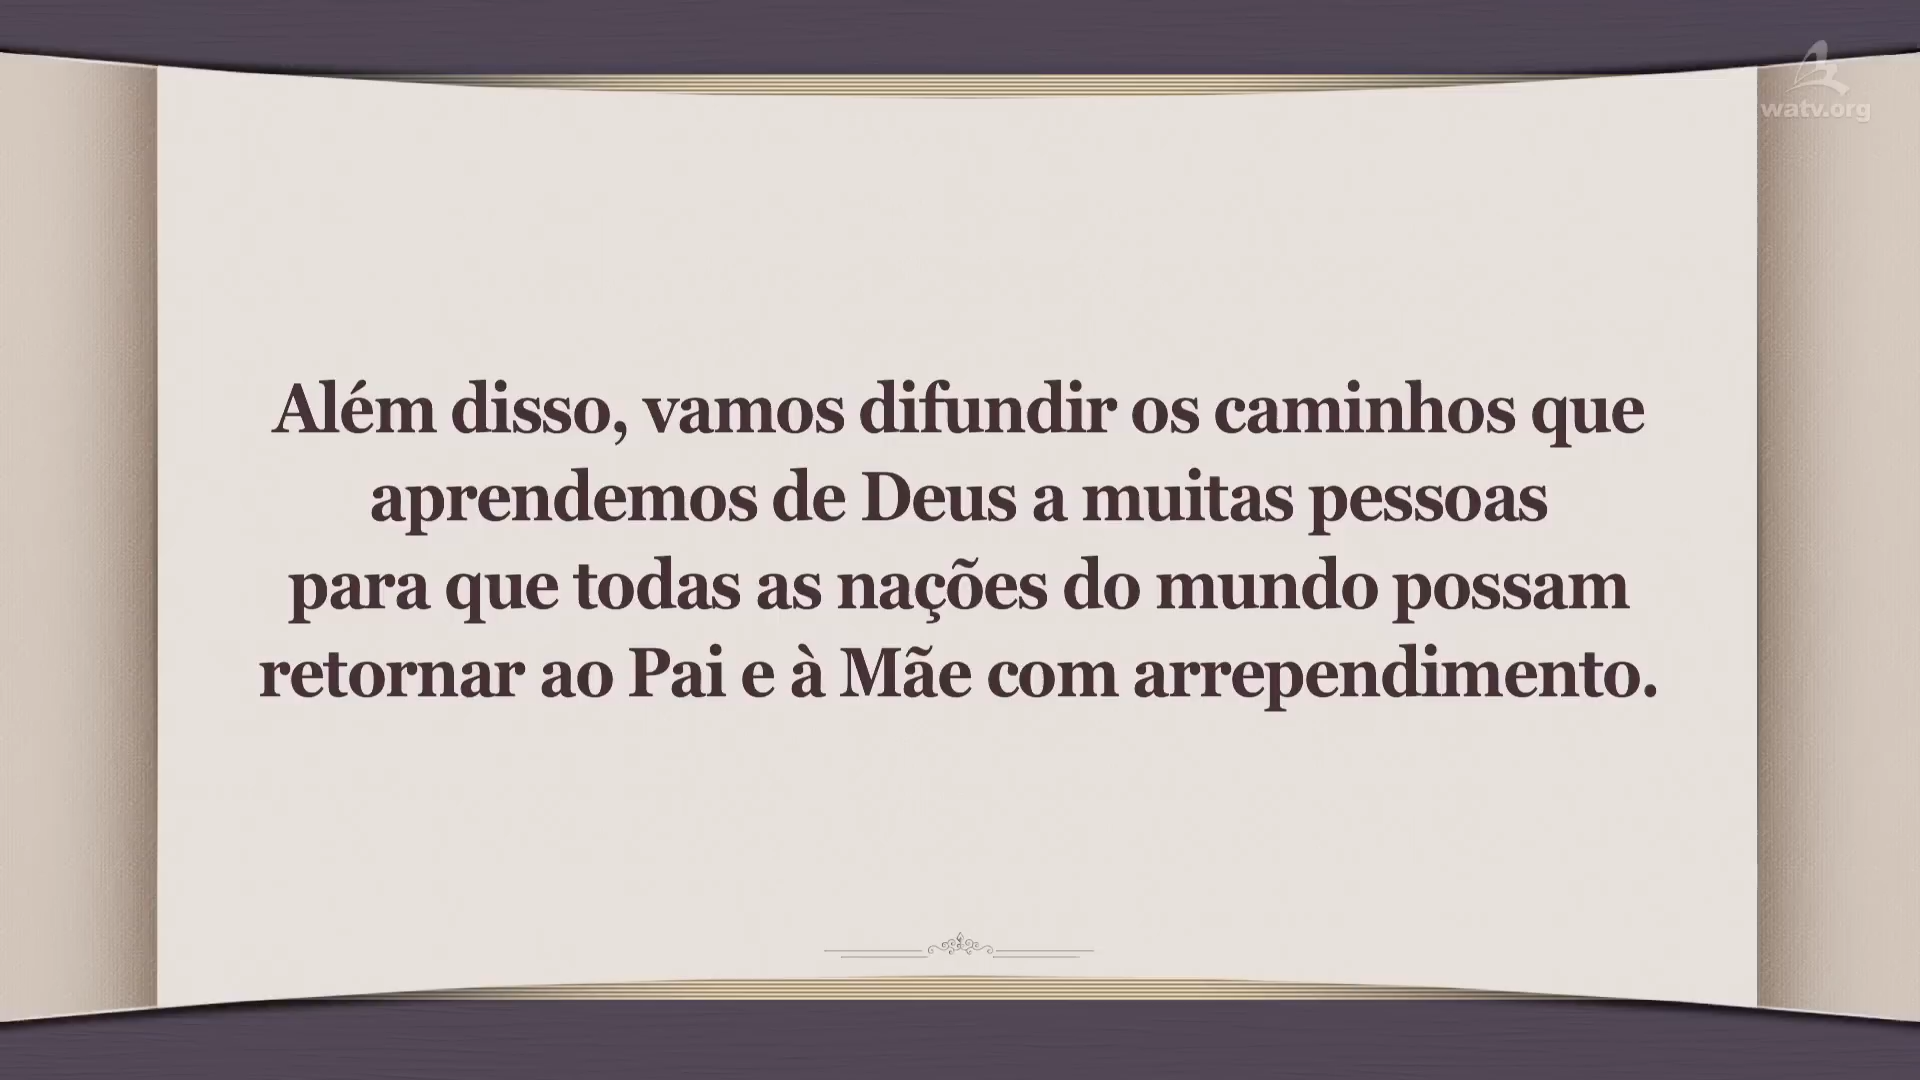 watv.org
Além disso, vamos difundir os caminhos que
aprendemos de Deus a muitas pessoas
para que todas as nações do mundo possam
retornar ao Pai e à Mãe com arrependimento.